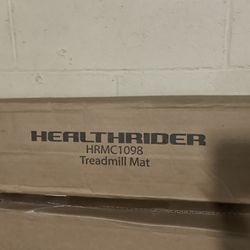 HEALTHRIDER
HRMC1098
Treadmill Mat